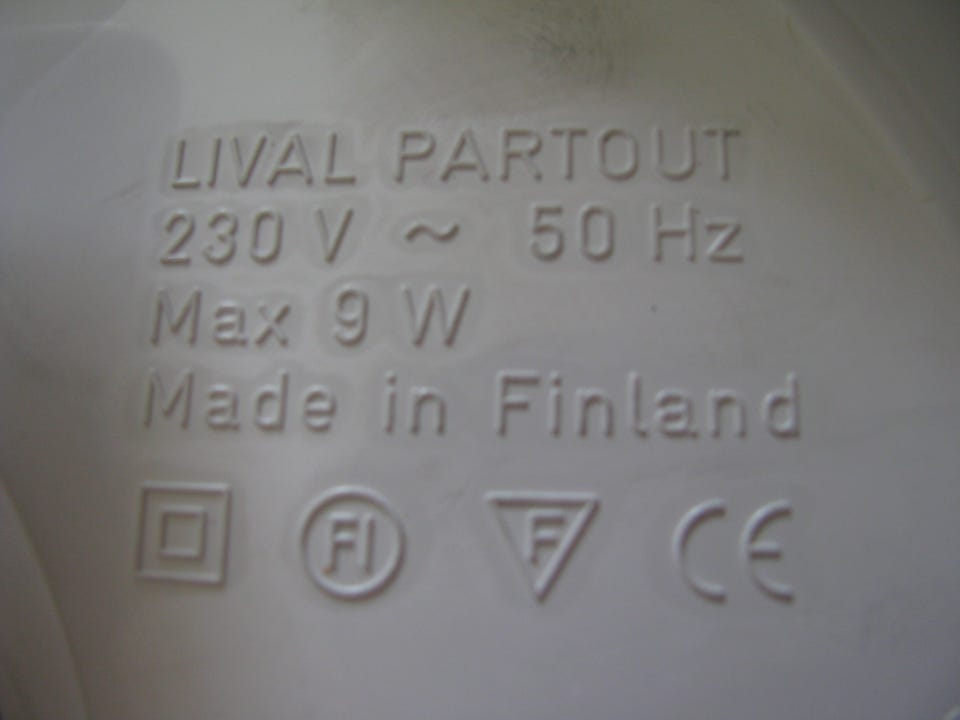 LIVAL PARTOUT
230 V ~ 50 Hz
Max 9 W
Made in Finland
FI F CE